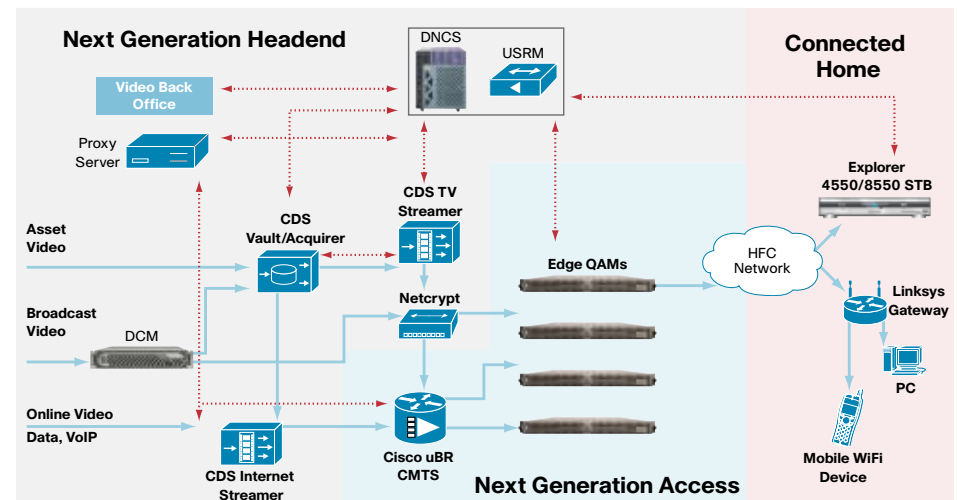 Next Generation Headend
DNCS
USRM
Connected
Home
Video Back
Office
Proxy
Server
Explorer
4550/8550 STB
CDS TV
Streamer
CDS
Vault/Acquirer
Asset
Video
HFC
Network
Edge QAMs
Netcrypt
Linksys
Gateway
Broadcast
Video
DCM
PC
Online Video
Data, VoIP
Cisco uBR
CMTS
Mobile WiFi
Device
CDS Internet
Streamer
Next Generation Access